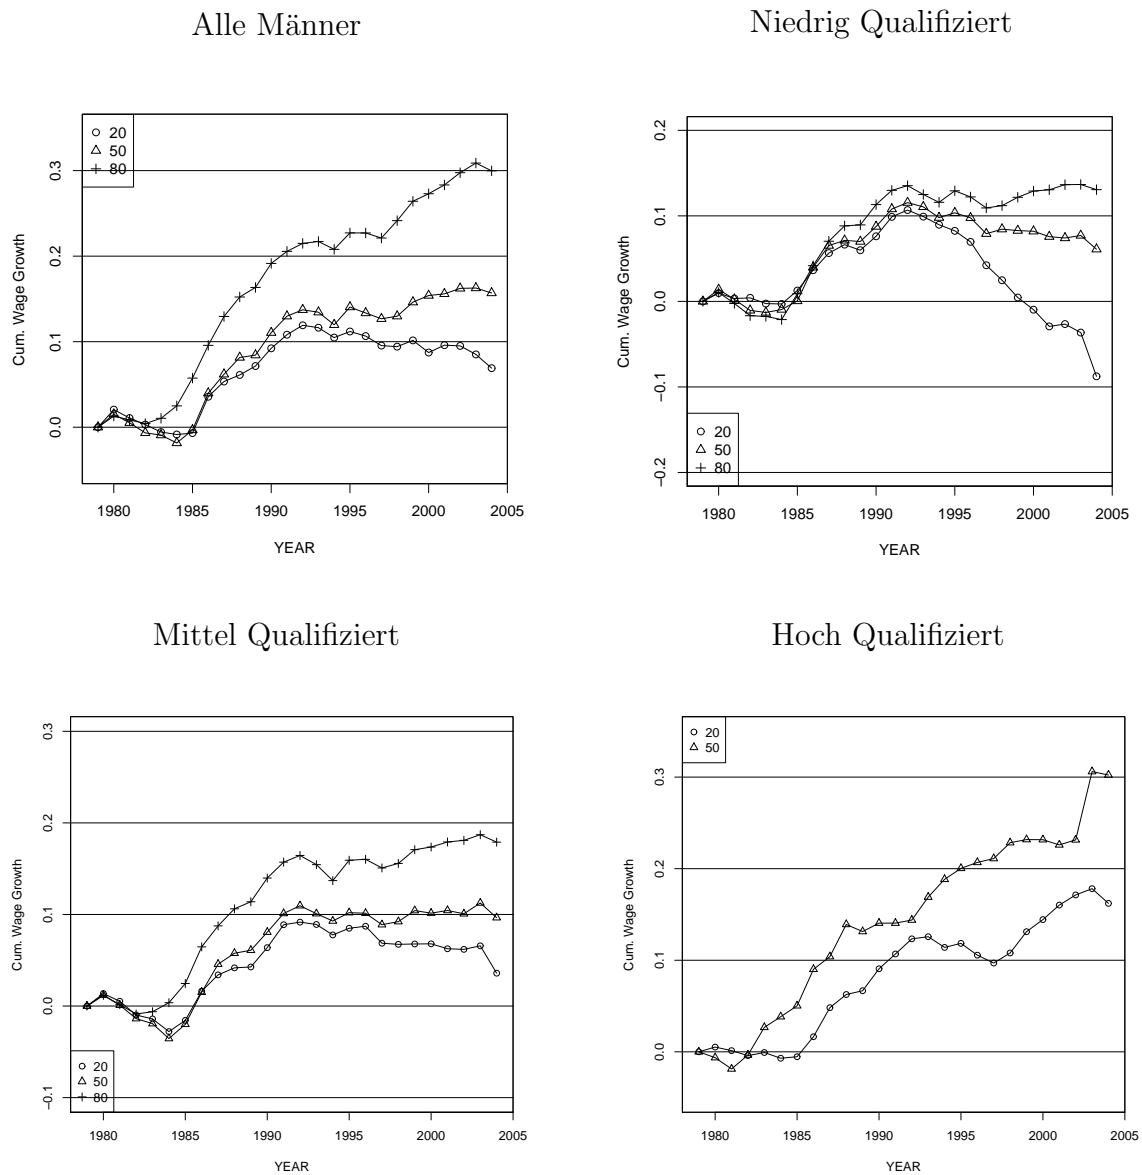 Alle Männer
20
50
80
Cum. Wage Growth
0.3
0.2
0.1
0.0
1980 1985 1990 1995 2000 2005
YEAR
Niedrig Qualifiziert
Cum. Wage Growth
0.2
0.1
0.0
−0.1
−0.2
20
50
80
1980 1985 1990 1995 2000 2005
YEAR
Mittel Qualifiziert
Cum. Wage Growth
0.3
0.2
0.1
0.0
−0.1
20
50
80
1980 1985 1990 1995 2000 2005
YEAR
Hoch Qualifiziert
20
50
Cum. Wage Growth
0.3
0.2
0.1
0.0
1980 1985 1990 1995 2000 2005
YEAR